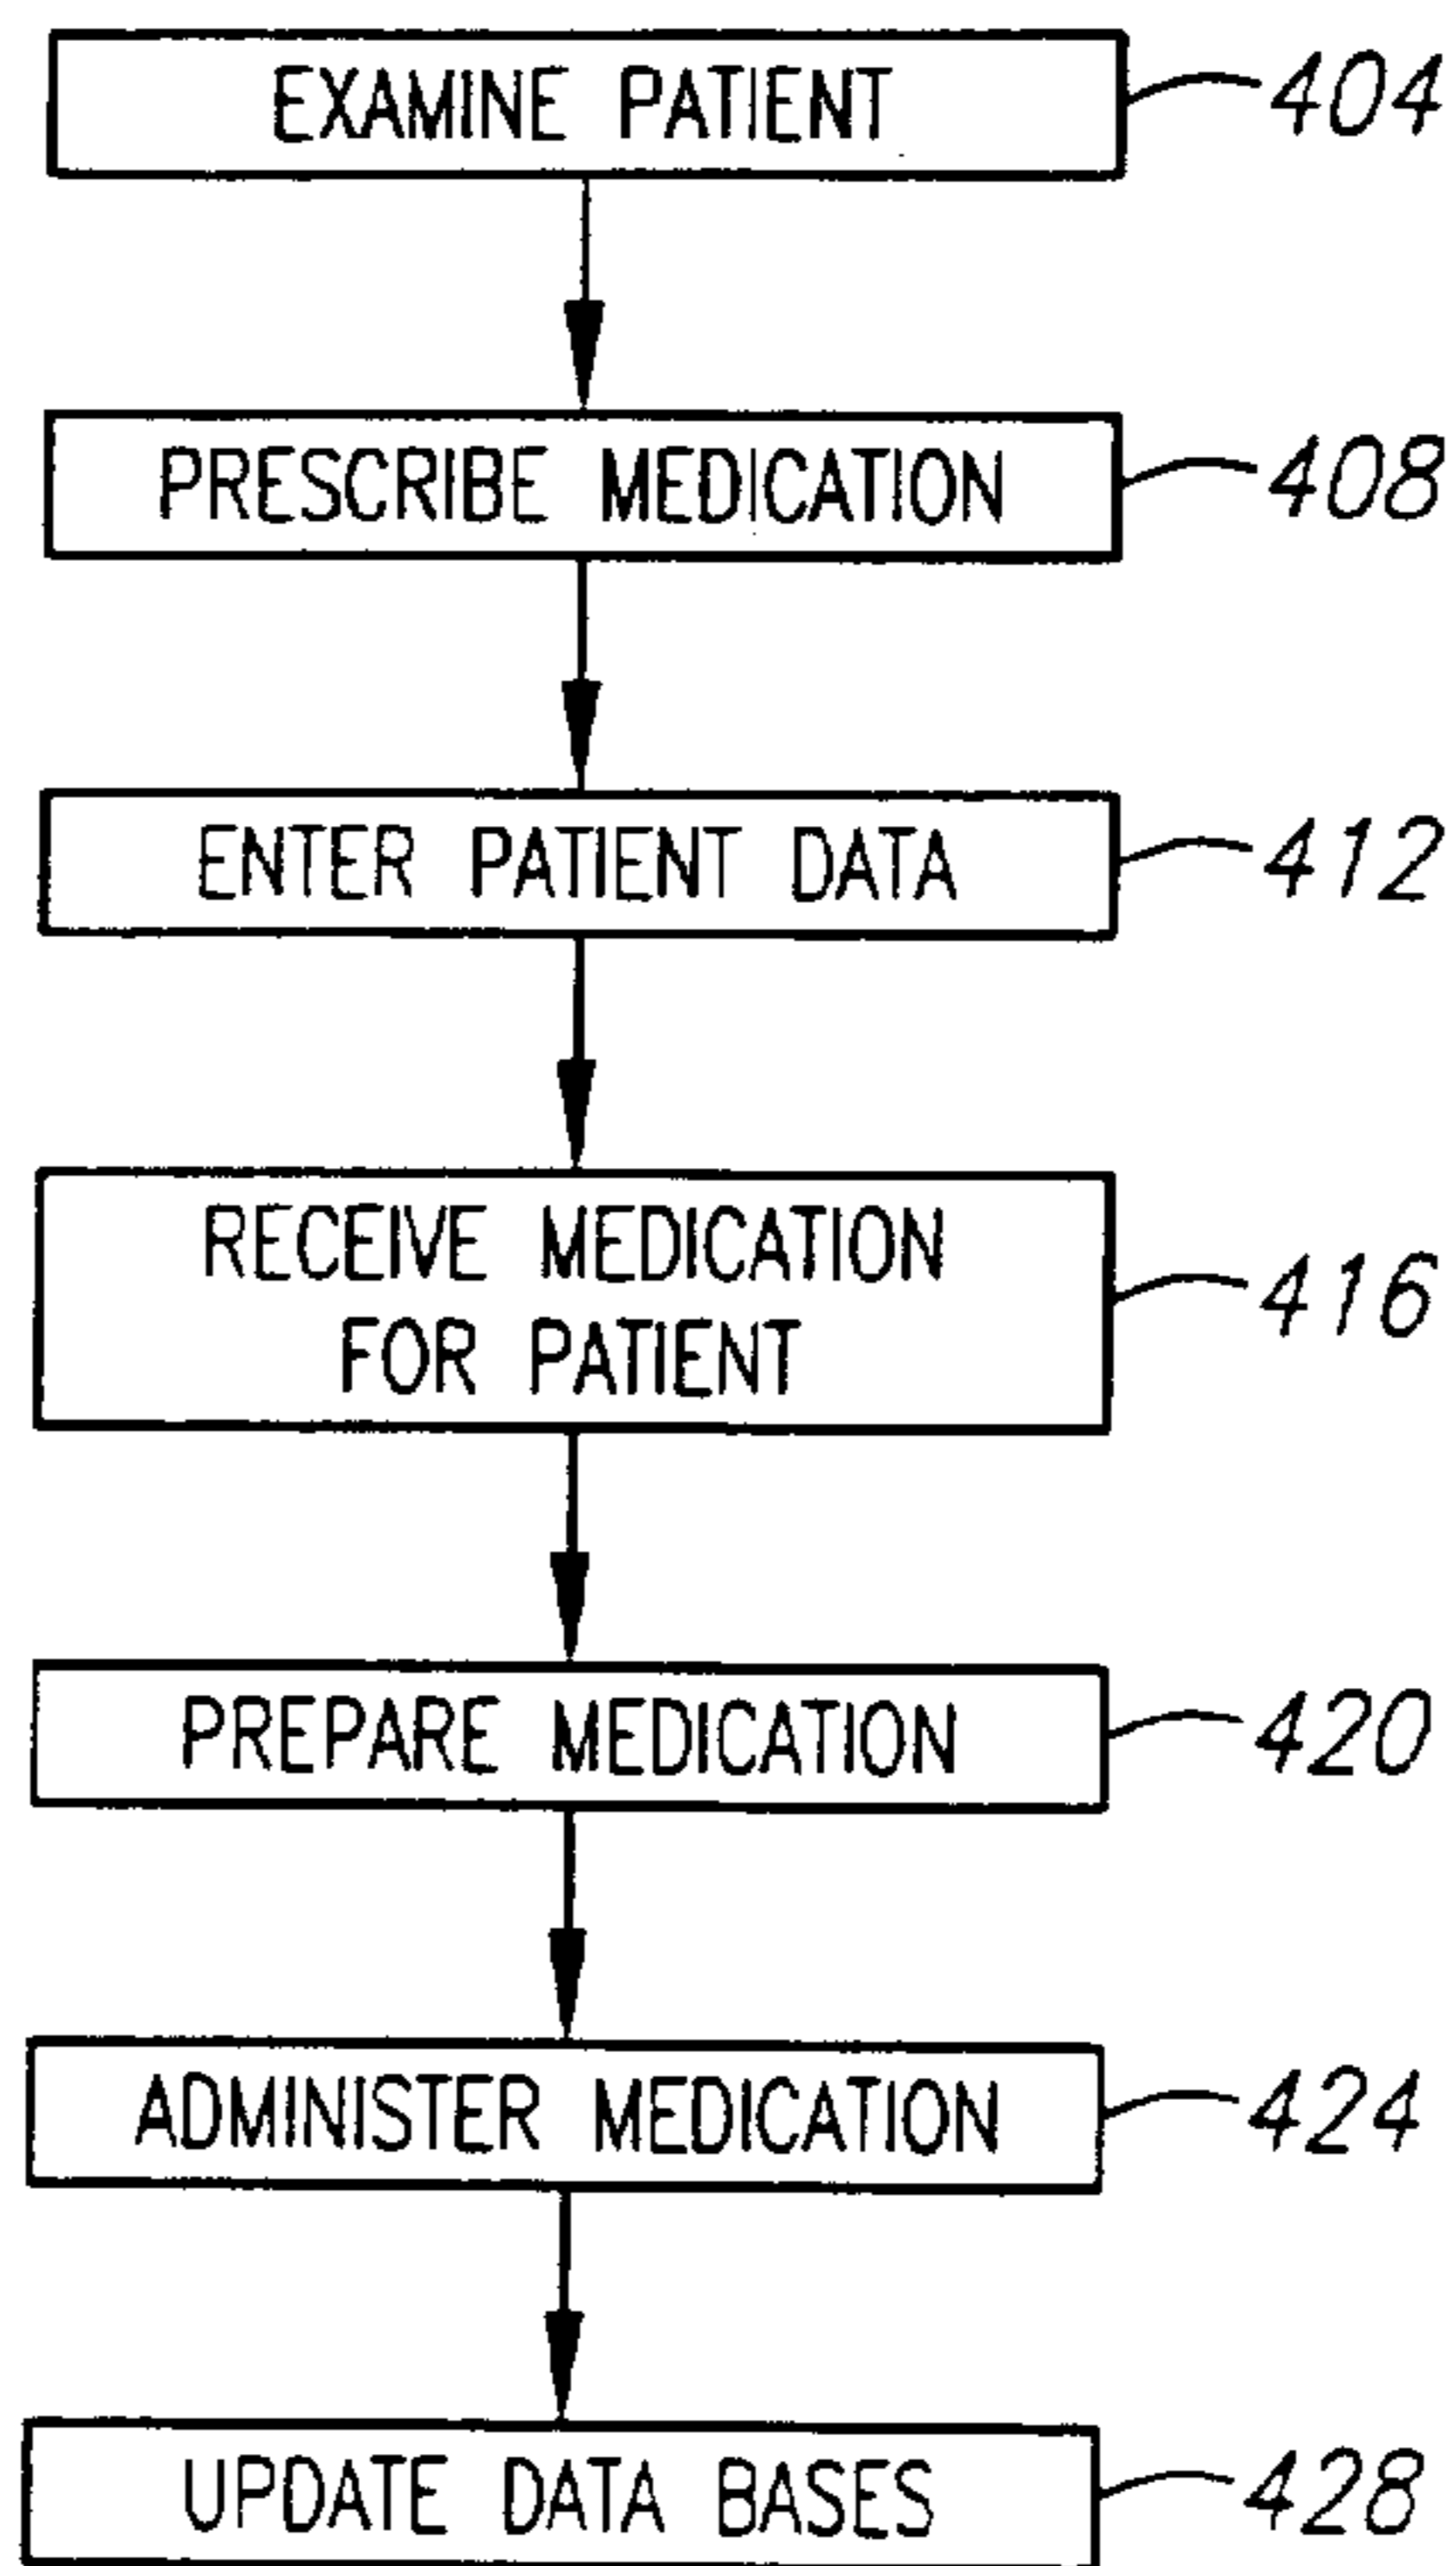 EXAMINE PATIENT 404
PRESCRIBE MEDICATION 408
ENTER PATIENT DATA 412
RECEIVE MEDICATION
FOR PATIENT 416
PREPARE MEDICATION 420
ADMINISTER MEDICATION 424
UPDATE DATA BASES 428